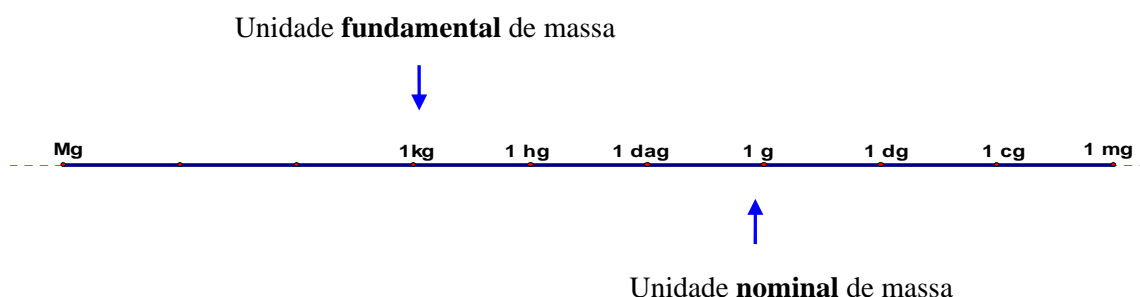 Unidade fundamental de massa
Mg 1kg 1 hg 1 dag 1 g 1 dg 1 cg 1 mg
Unidade nominal de massa